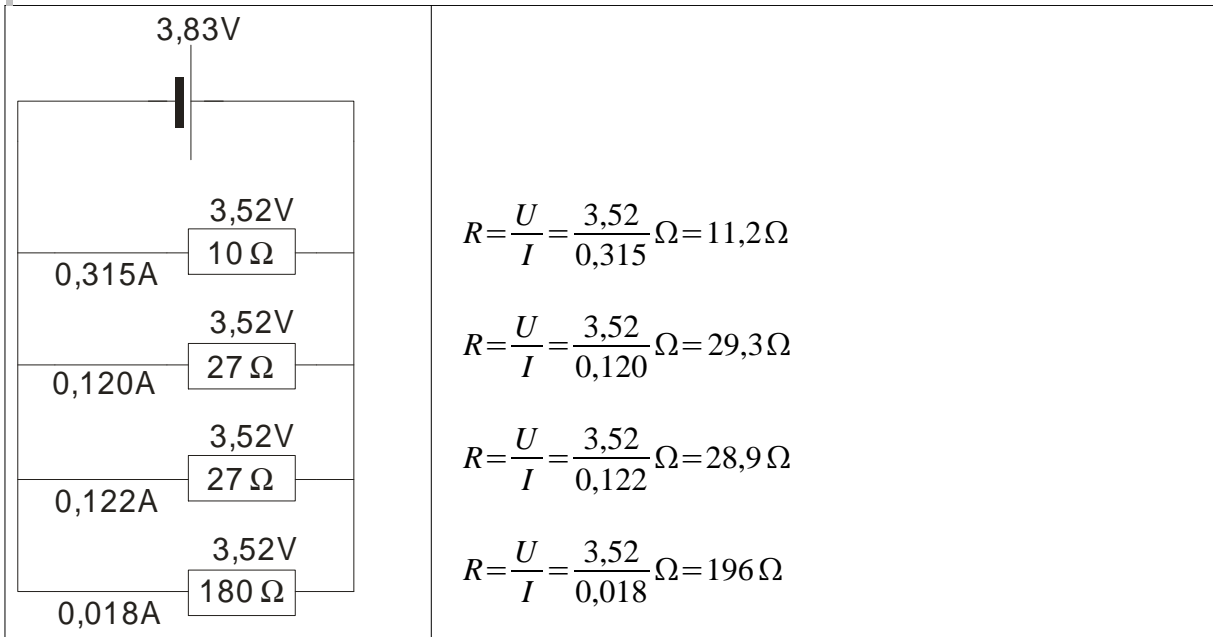 3,83V
3,52V
10 Ω
0,315A
R = U/I = 3,52/0,315 Ω = 11,2 Ω
3,52V
27 Ω
0,120A
R = U/I = 3,52/0,120 Ω = 29,3 Ω
3,52V
27 Ω
0,122A
R = U/I = 3,52/0,122 Ω = 28,9 Ω
3,52V
180 Ω
0,018A
R = U/I = 3,52/0,018 Ω = 196 Ω